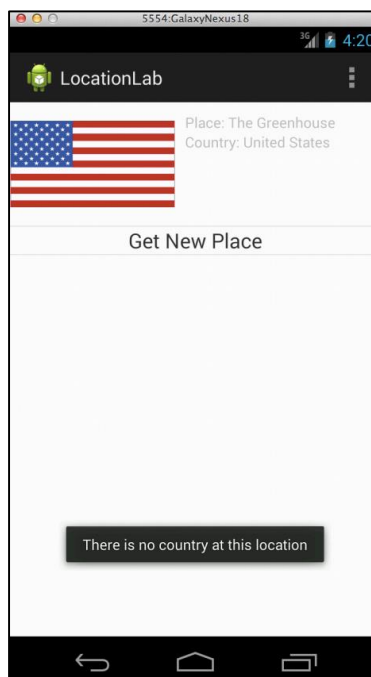 5554:GalaxyNexus18
3G 4:20
LocationLab
Place: The Greenhouse
Country: United States
Get New Place
There is no country at this location